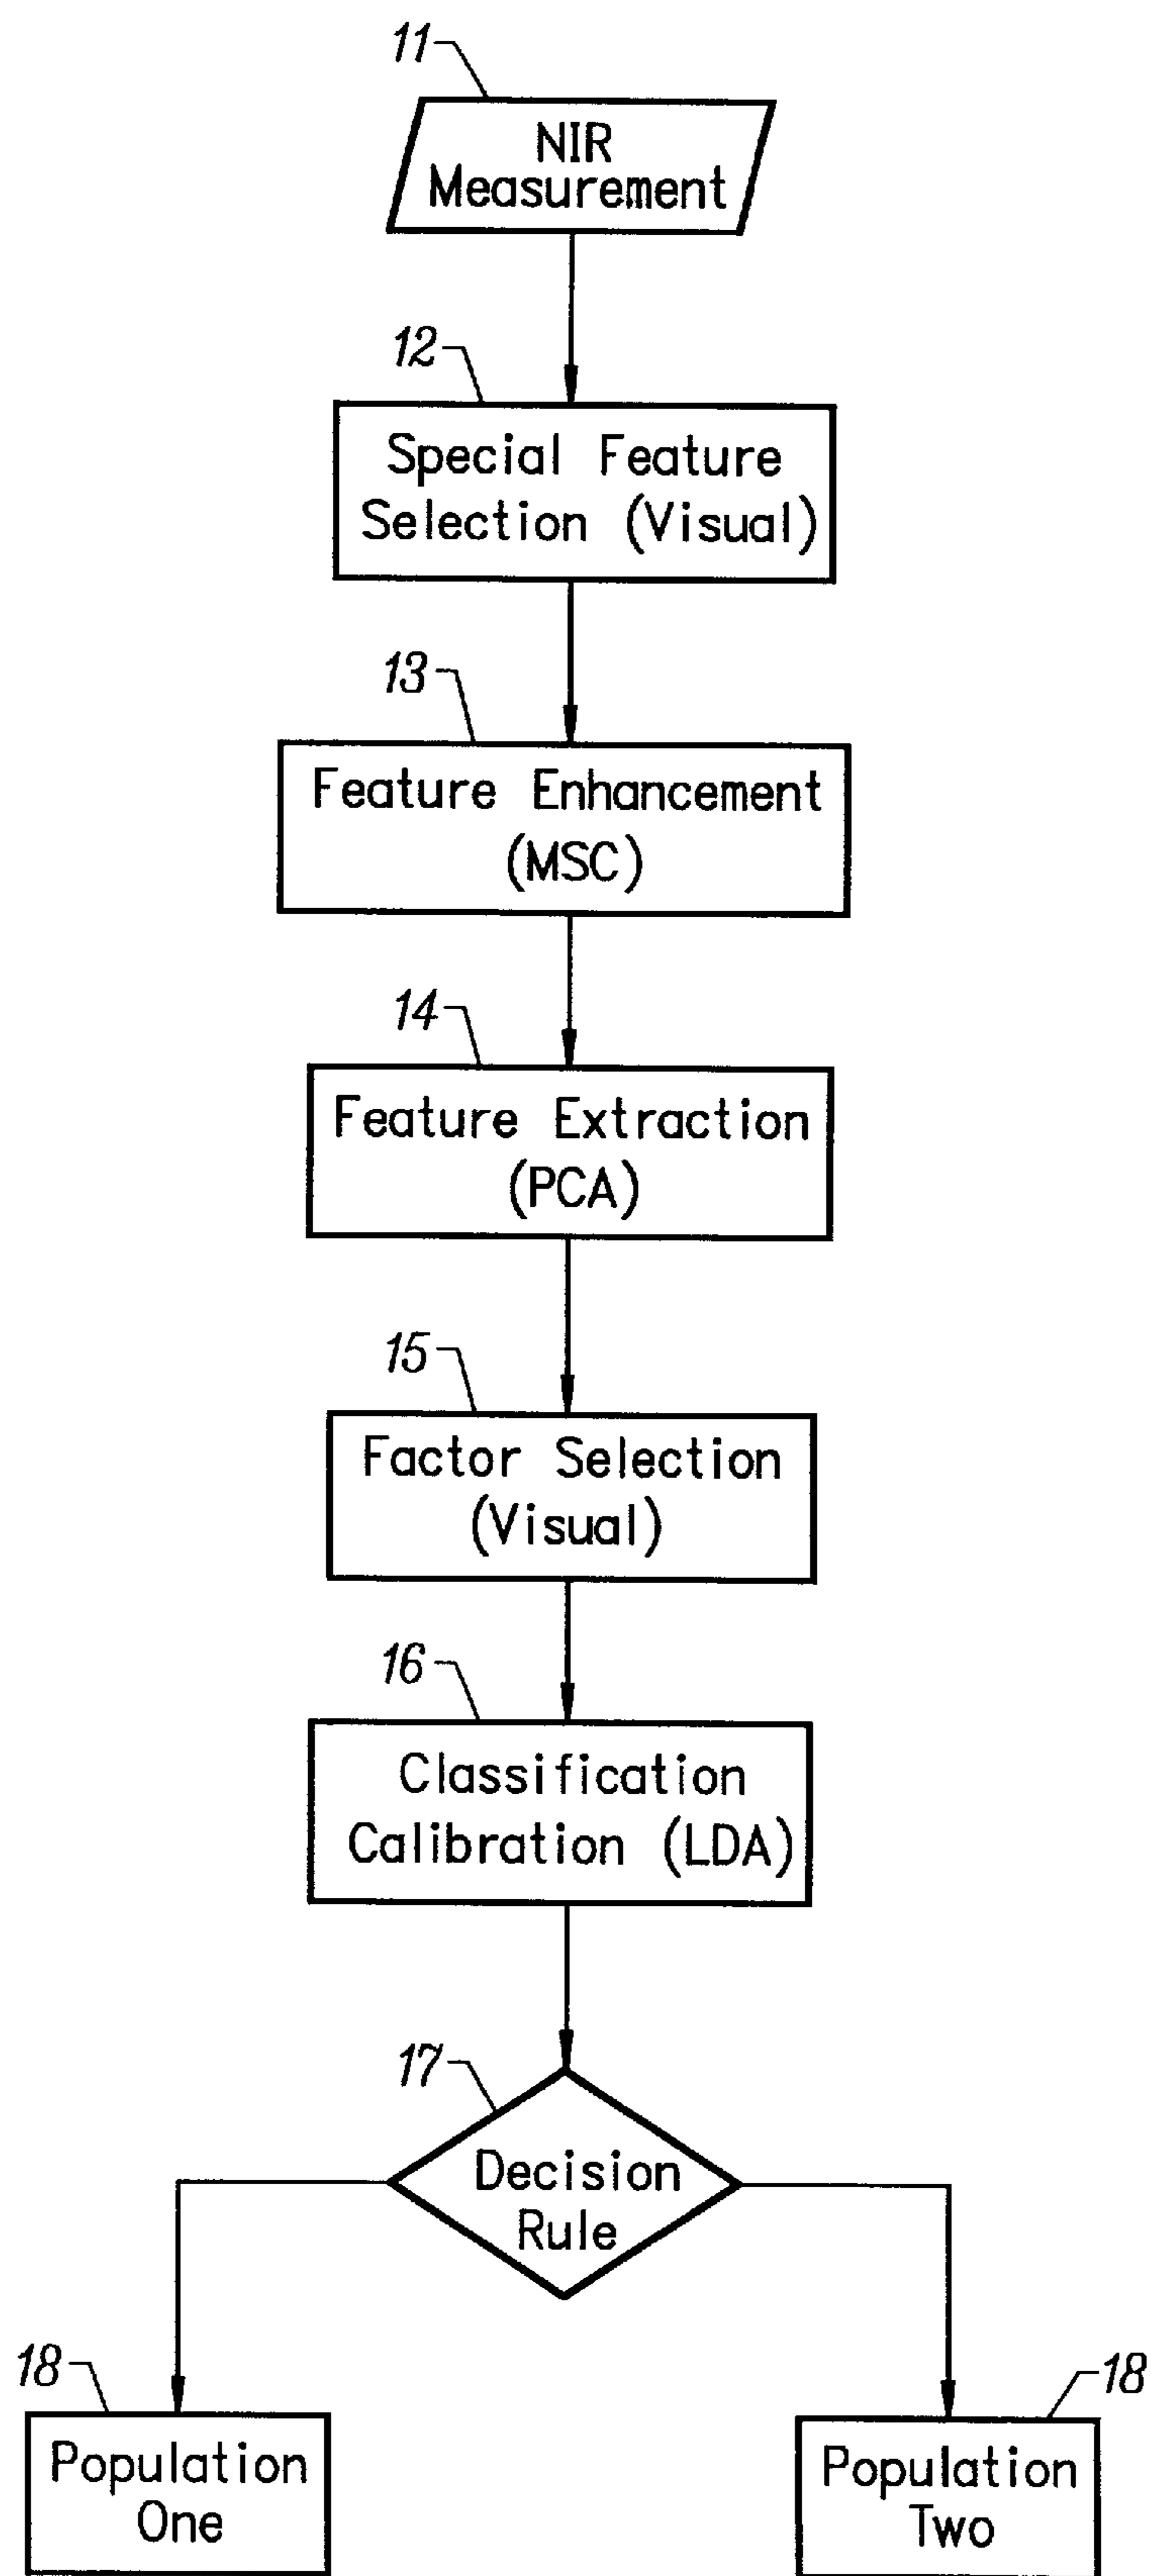 11
NIR
Measurement
12
Special Feature
Selection (Visual)
13
Feature Enhancement
(MSC)
14
Feature Extraction
(PCA)
15
Factor Selection
(Visual)
16
Classification
Calibration (LDA)
17
Decision
Rule
18
Population
One
18
Population
Two